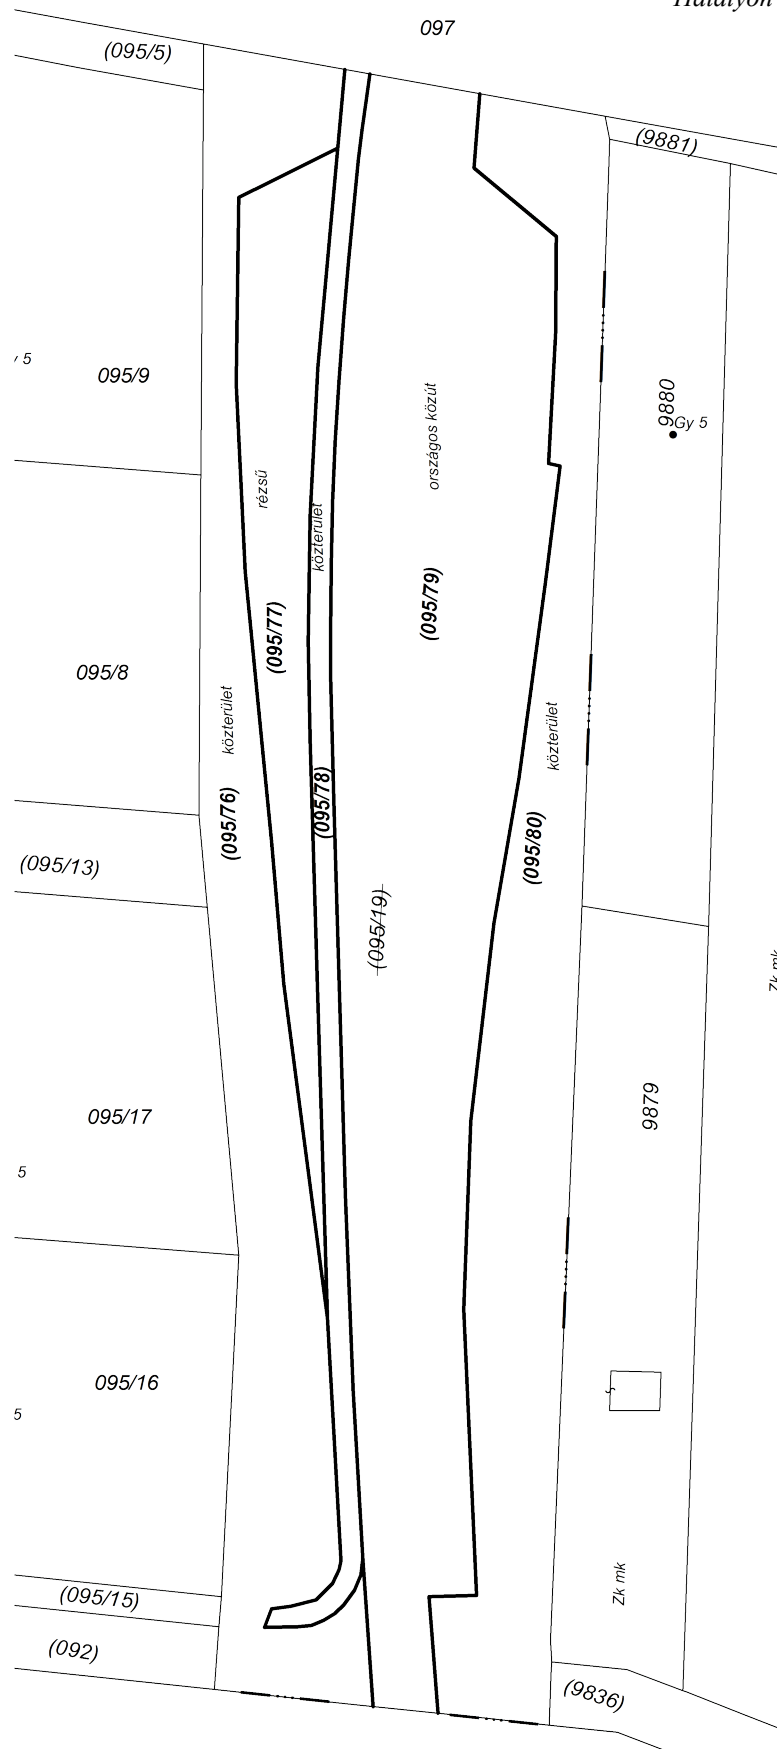 Hatályon
097
(095/5)
(9881)
5
095/9
9880
Gy 5
országos közút
rézsű
közterület
(095/79)
(095/77)
095/8
közterület
közterület
(095/78)
(095/76)
(095/80)
(095/13)
(095/19)
Zk mk
9879
095/17
5
095/16
5
Zk mk
(095/15)
(092)
(9836)